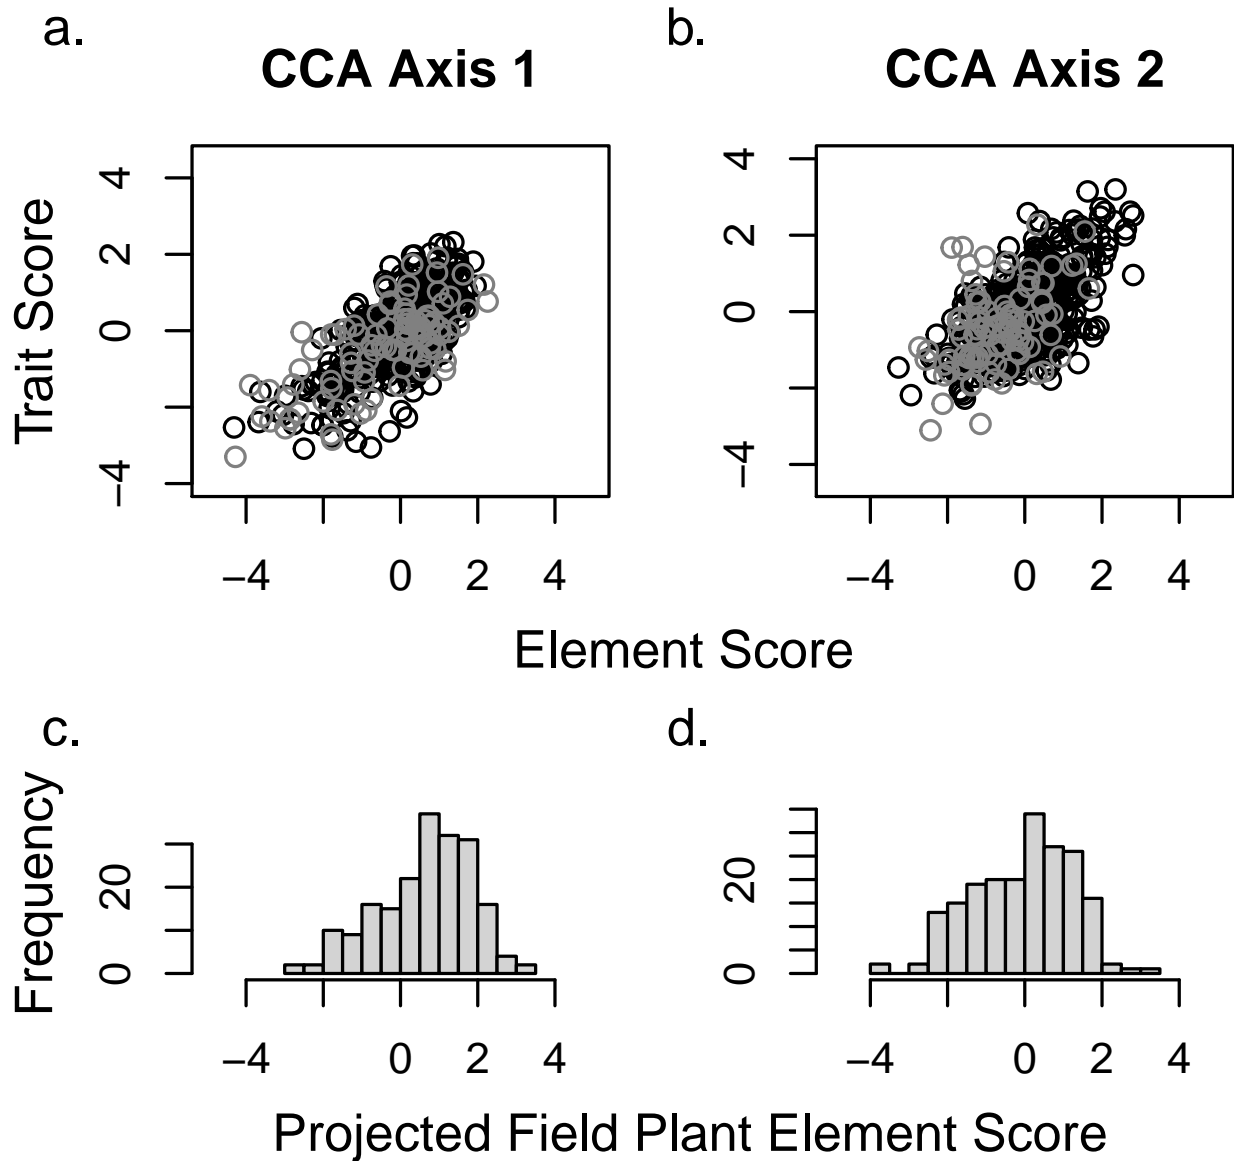 a.
b.
CCA Axis 1
CCA Axis 2
Trait Score
4
2
0
−4
4
2
0
−4
−4 0 2 4
−4 0 2 4
Element Score
c.
d.
Frequency
20
0
20
0
−4 0 2 4
−4 0 2 4
Projected Field Plant Element Score